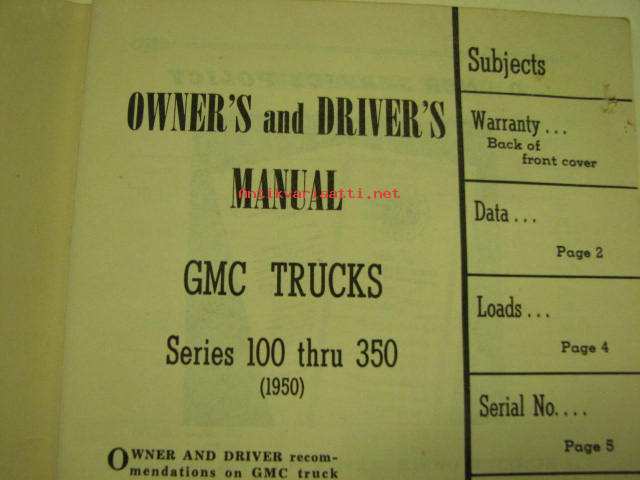 OWNER'S and DRIVER'S
MANUAL
Antikvariaatti.net
GMC TRUCKS
Series 100 thru 350
(1950)
OWNER AND DRIVER recom-
mendations on GMC truck
Subjects
Warranty...
Back of
front cover
Data...
Page 2
Loads...
Page 4
Serial No....
Page 5